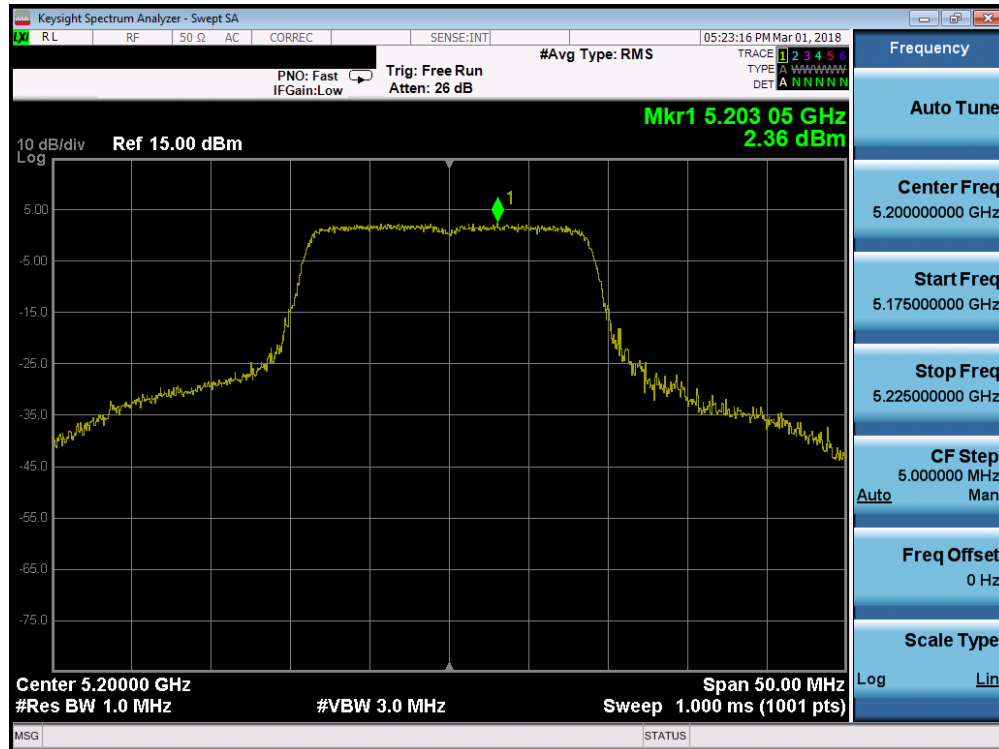 Keysight Spectrum Analyzer - Swept SA
LXI RL RF 50 Ω AC CORREC SENSE:INT 05:23:16 PM Mar 01, 2018
#Avg Type: RMS
TRACE 1 2 3 4 5 6
TYPE A WWWWW
DET A N N N N N
PNO: Fast
IFGain:Low
Trig: Free Run
Atten: 26 dB
Mkr1 5.203 05 GHz
2.36 dBm
10 dB/div
Log
Ref 15.00 dBm
1
5.00
-5.00
-15.0
-25.0
-35.0
-45.0
-55.0
-65.0
-75.0
Center 5.20000 GHz
Span 50.00 MHz
#Res BW 1.0 MHz
#VBW 3.0 MHz
Sweep 1.000 ms (1001 pts)
MSG
STATUS
Frequency
Auto Tune
Center Freq
5.200000000 GHz
Start Freq
5.175000000 GHz
Stop Freq
5.225000000 GHz
CF Step
5.000000 MHz
Auto Man
Freq Offset
0 Hz
Scale Type
Log Lin